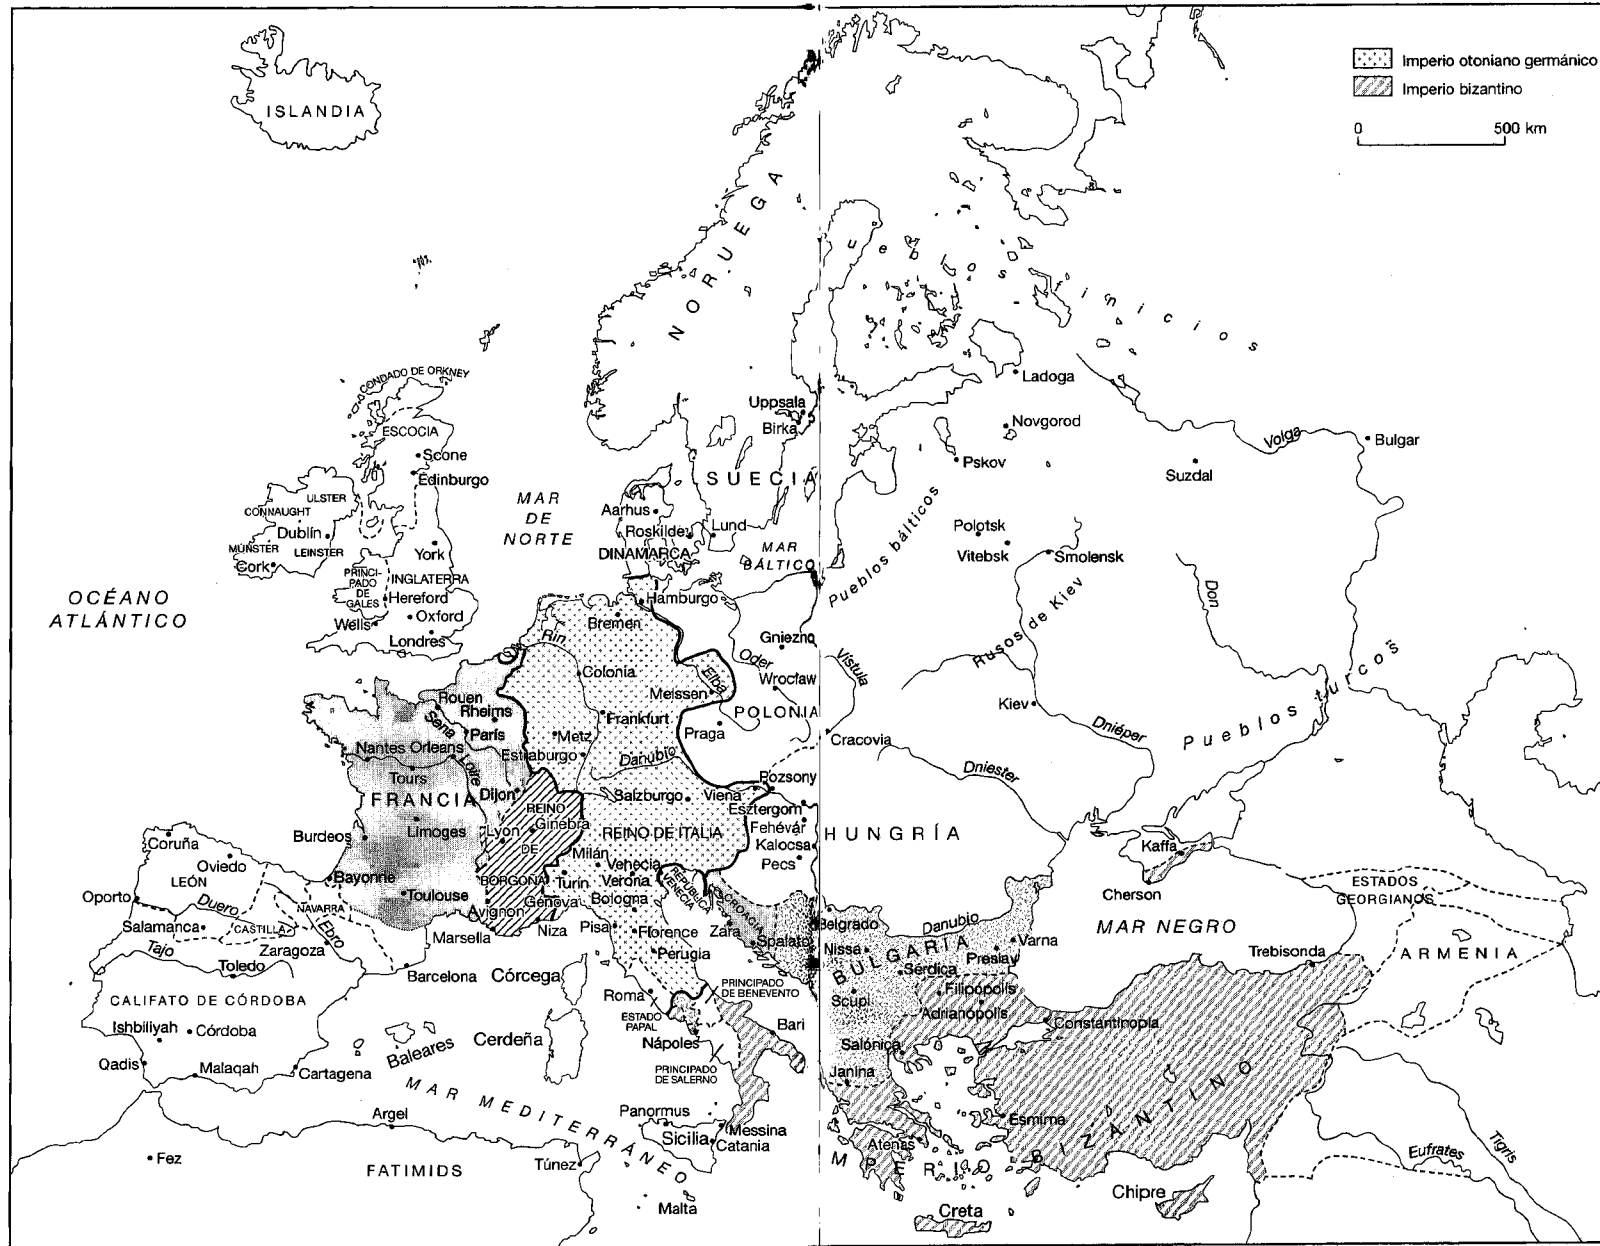 Imperio otoniano germánico
Imperio bizantino
0 500 km
ISLANDIA
NORUEGA
ueblos finicios
CONDADO DE ORKNEY
Ladoga
Uppsala
Birka
Novgorod
ESCOCIA
Volga
Bulgar
Scone
Pskov
Suzdal
Edinburgo
SUECIA
ULSTER
CONNAUGHT
MAR
DE
NORTE
Aarhus
Roskilde
Lund
Pueblos bálticos
Polotsk
Dublín
LEINSTER
MÜNSTER
Cork
York
DINAMARCA
MAR
BÁLTICO
Vitebsk
Smolensk
PRINCI-
PADO
DE
GALES
INGLATERRA
Hereford
Oxford
Wells
Londres
OCÉANO
ATLÁNTICO
Hamburgo
Bremen
Don
Rin
Gniezno
Oder
Vístula
Rusos de Kiev
Colonia
Elba
Meissen
Wrocław
Rouen
Rheims
Sena
París
Frankfurt
POLONIA
Kiev
Pueblos turcos
Metz
Praga
Dniéper
Nantes
Orleans
Estraburgo
Danubio
Cracovia
Tours
Loire
Dniester
Pozsony
FRANCIA
Dijon
Salzburgo
Viena
Esztergom
REINO
DE
BORGOÑA
Ginebra
Lyon
Limoges
Burdeos
REINO DE ITALIA
Fehévár
Kalocsa
Pecs
HUNGRÍA
Kaffa
Cherson
Coruña
Oviedo
LEÓN
Bayonne
Toulouse
Milán
Turín
Venecia
Verona
REPÚBLICA
VENECIA
CROACIA
ESTADOS
GEORGIANOS
Oporto
Duero
NAVARRA
Avignon
Génova
Bologna
Salamanca
CASTILLA
Ebro
Zaragoza
Marsella
Niza
Pisa
Florence
Zara
Spalato
Belgrado
Danubio
MAR NEGRO
Tajo
Toledo
Barcelona
Córcega
Perugia
Nissa
BULGARIA
Preslav
Varna
Sérdica
Trebisonda
ARMENIA
CALIFATO DE CÓRDOBA
Roma
ESTADO
PAPAL
PRINCIPADO
DE BENEVENTO
Scupi
Filipópolis
Adrianópolis
Constantinopla
Ishbiliyah
Córdoba
Baleares
Cerdeña
Nápoles
Bari
Salónica
Qadis
Malaqah
Cartagena
PRINCIPADO
DE SALERNO
Janina
MAR MEDITERRÁNEO
Argel
Panormus
Sicilia
Messina
Catania
Esmirna
Atenas
MPERIO BIZANTINO
Fez
FATIMIDS
Túnez
Malta
Creta
Chipre
Eufrates
Tigris